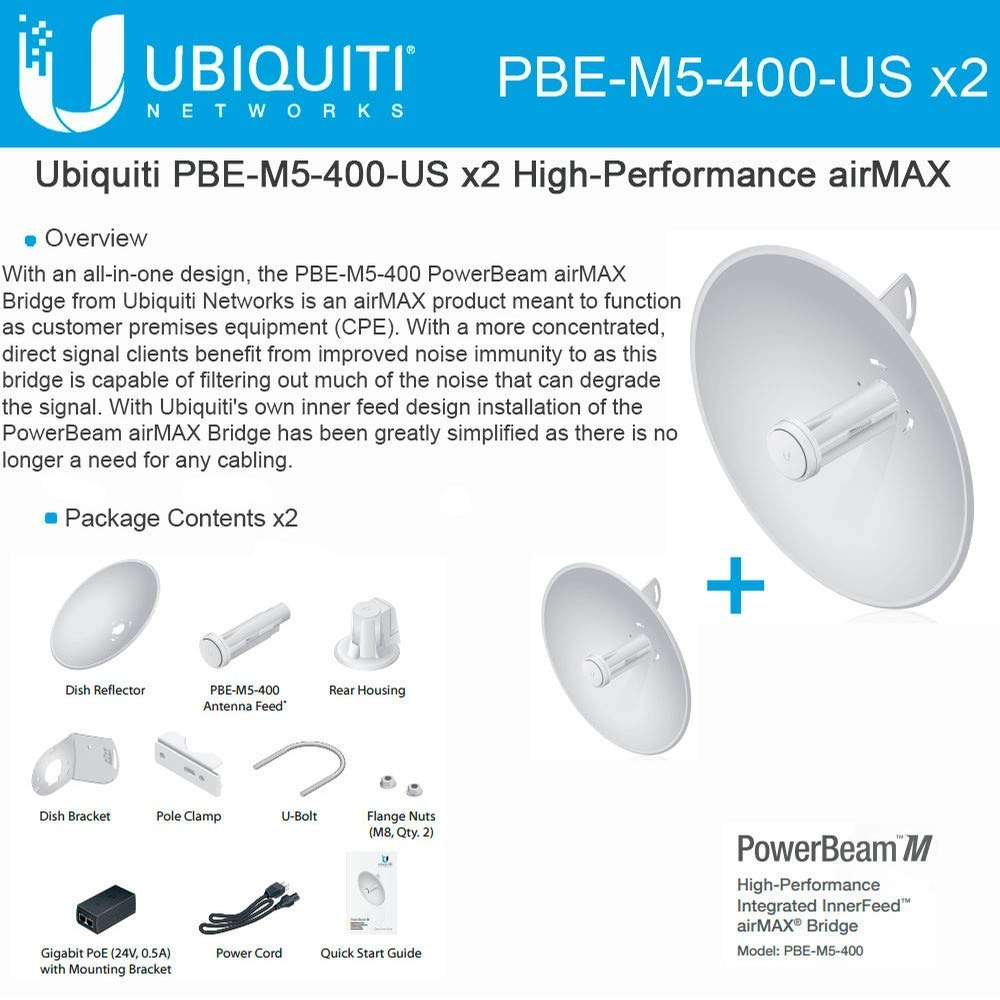 UBIQUITI®
NETWORKS
PBE-M5-400-US x2
Ubiquiti PBE-M5-400-US x2 High-Performance airMAX
Overview
With an all-in-one design, the PBE-M5-400 PowerBeam airMAX
Bridge from Ubiquiti Networks is an airMAX product meant to function
as customer premises equipment (CPE). With a more concentrated,
direct signal clients benefit from improved noise immunity to as this
bridge is capable of filtering out much of the noise that can degrade
the signal. With Ubiquiti's own inner feed design installation of the
PowerBeam airMAX Bridge has been greatly simplified as there is no
longer a need for any cabling.
Package Contents x2
Dish Reflector
PBE-M5-400
Antenna Feed*
Rear Housing
Dish Bracket
Pole Clamp
U-Bolt
Flange Nuts
(M8, Qty. 2)
UBIQUITI
PowerBeam M
Gigabit PoE (24V, 0.5A)
with Mounting Bracket
Power Cord
Quick Start Guide
PowerBeam™ M
High-Performance
Integrated InnerFeed™
airMAX® Bridge
Model: PBE-M5-400